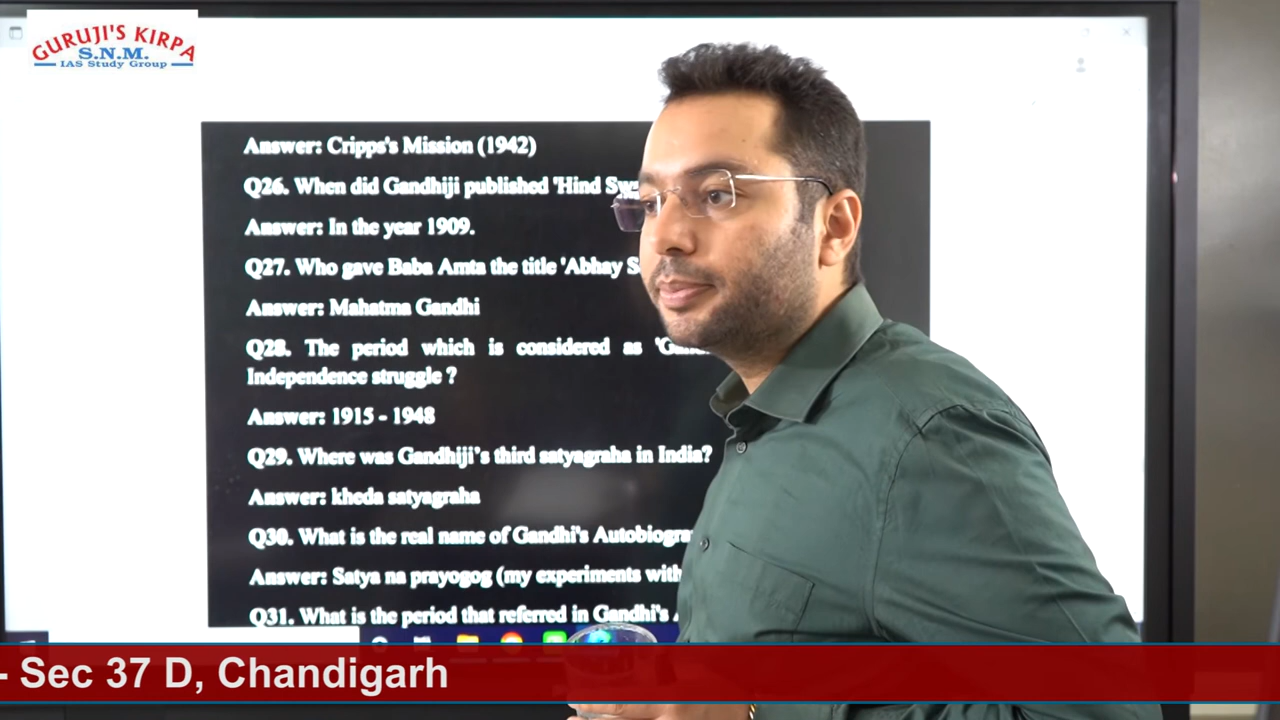 GURUJI'S KIRPA
S.N.M.
IAS Study Group
Answer: Cripps's Mission (1942)
Q26. When did Gandhiji published 'Hind
Answer: In the year 1909.
Q27. Who gave Baba Amta the title 'Abhay
Answer: Mahatma Gandhi
Q28. The period which is considered as
Independence struggle ?
Answer: 1915 - 1948
Q29. Where was Gandhiji's third satyagraha in India?
Answer: kheda satyagraha
Q30. What is the real name of Gandhi's
Answer: Satya na prayogog (my experiments with
Q31. What is the period that referred in Gandhi's
- Sec 37 D, Chandigarh